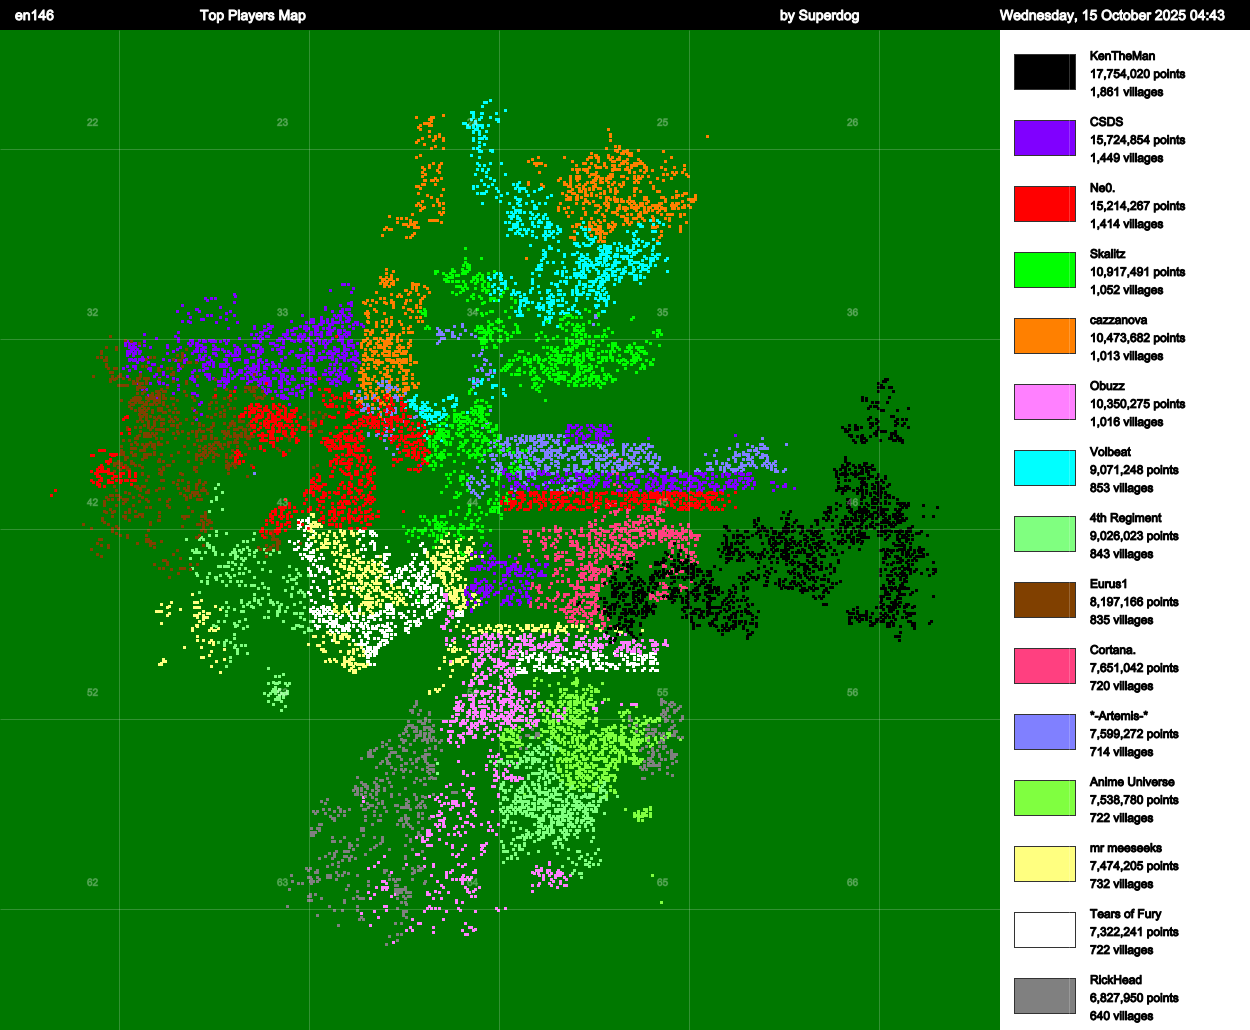 en146 Top Players Map by Superdog Wednesday, 15 October 2025 04:43
KenTheMan
17,754,020 points
1,861 villages
CSDS
15,724,854 points
1,449 villages
Ne0.
15,214,267 points
1,414 villages
Skalitz
10,917,491 points
1,052 villages
cazzanova
10,473,682 points
1,013 villages
Obuzz
10,350,275 points
1,016 villages
Volbeat
9,071,248 points
853 villages
4th Regiment
9,026,023 points
843 villages
Eurus1
8,197,166 points
835 villages
Cortana.
7,651,042 points
720 villages
*-Artemis-*
7,599,272 points
714 villages
Anime Universe
7,538,780 points
722 villages
mr meeseeks
7,474,205 points
732 villages
Tears of Fury
7,322,241 points
722 villages
RickHead
6,827,950 points
640 villages
22 23 25 26
32 33 34 35 36
42 43 44 45
52 55 56
62 63 64 65 66